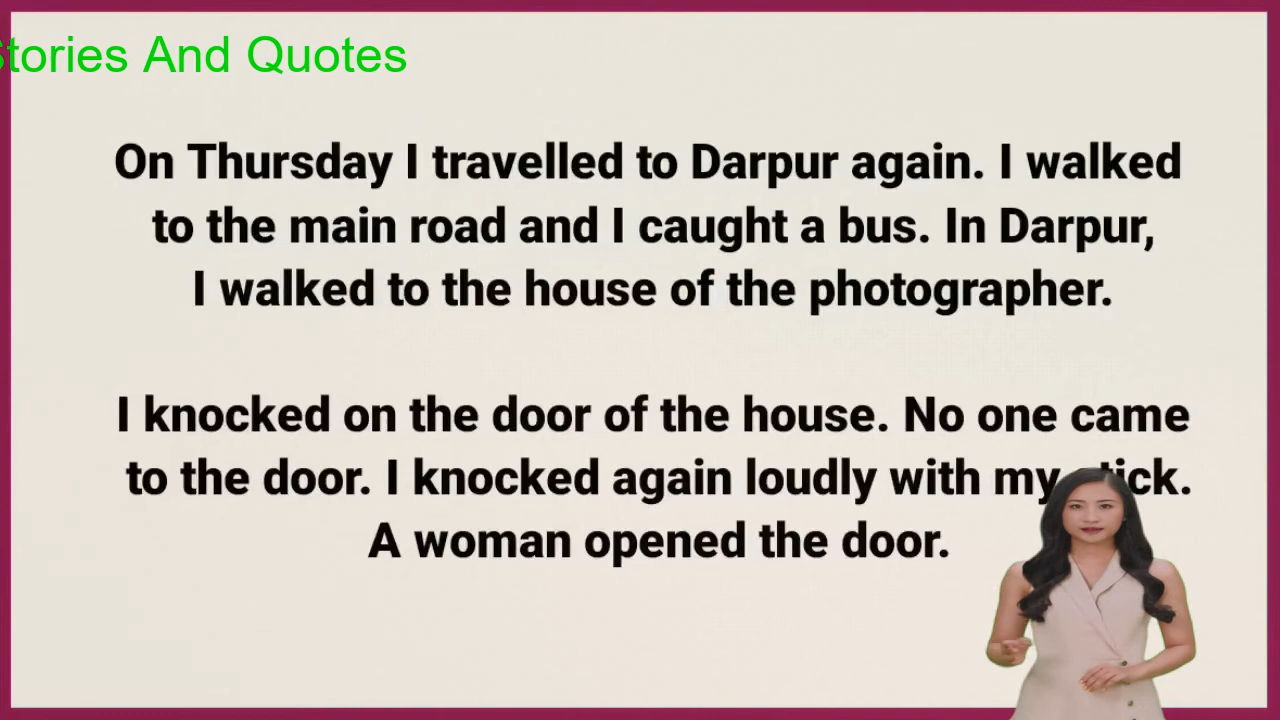 Stories And Quotes
On Thursday I travelled to Darpur again. I walked
to the main road and I caught a bus. In Darpur,
I walked to the house of the photographer.
I knocked on the door of the house. No one came
to the door. I knocked again loudly with my stick.
A woman opened the door.